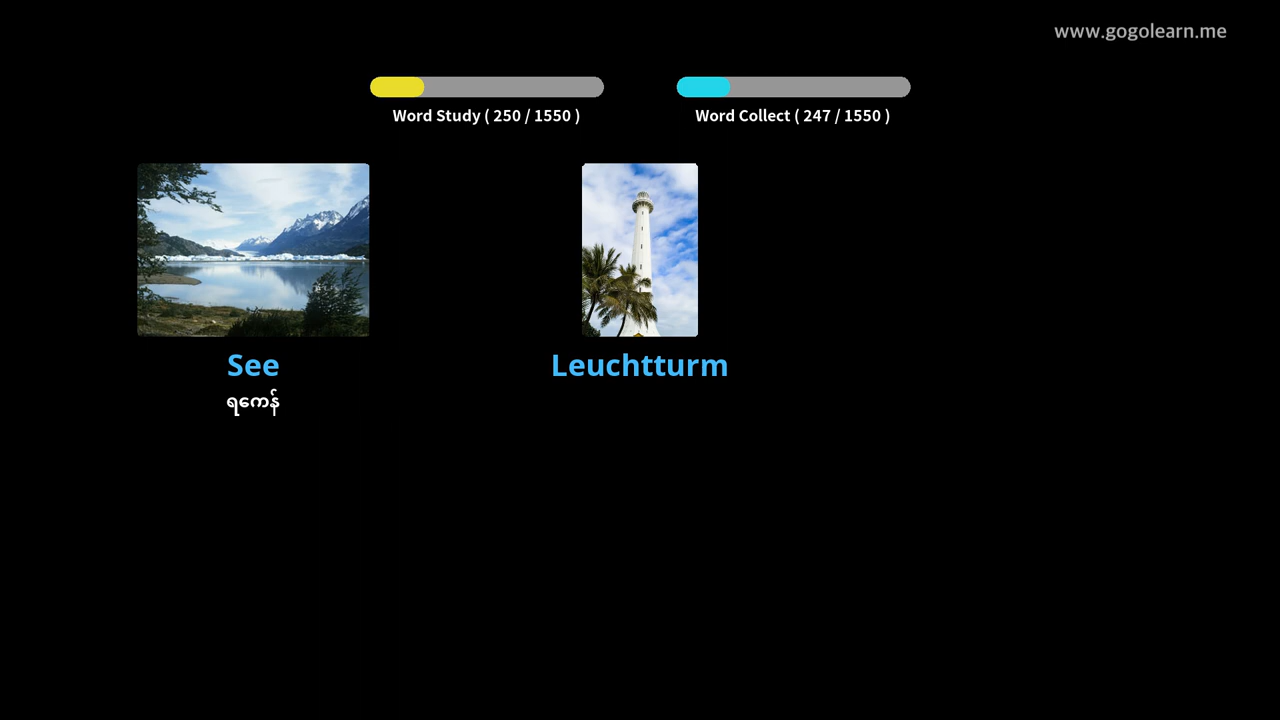 www.gogolearn.me
Word Study ( 250 / 1550 )
Word Collect ( 247 / 1550 )
See
Leuchtturm
ရေကန်